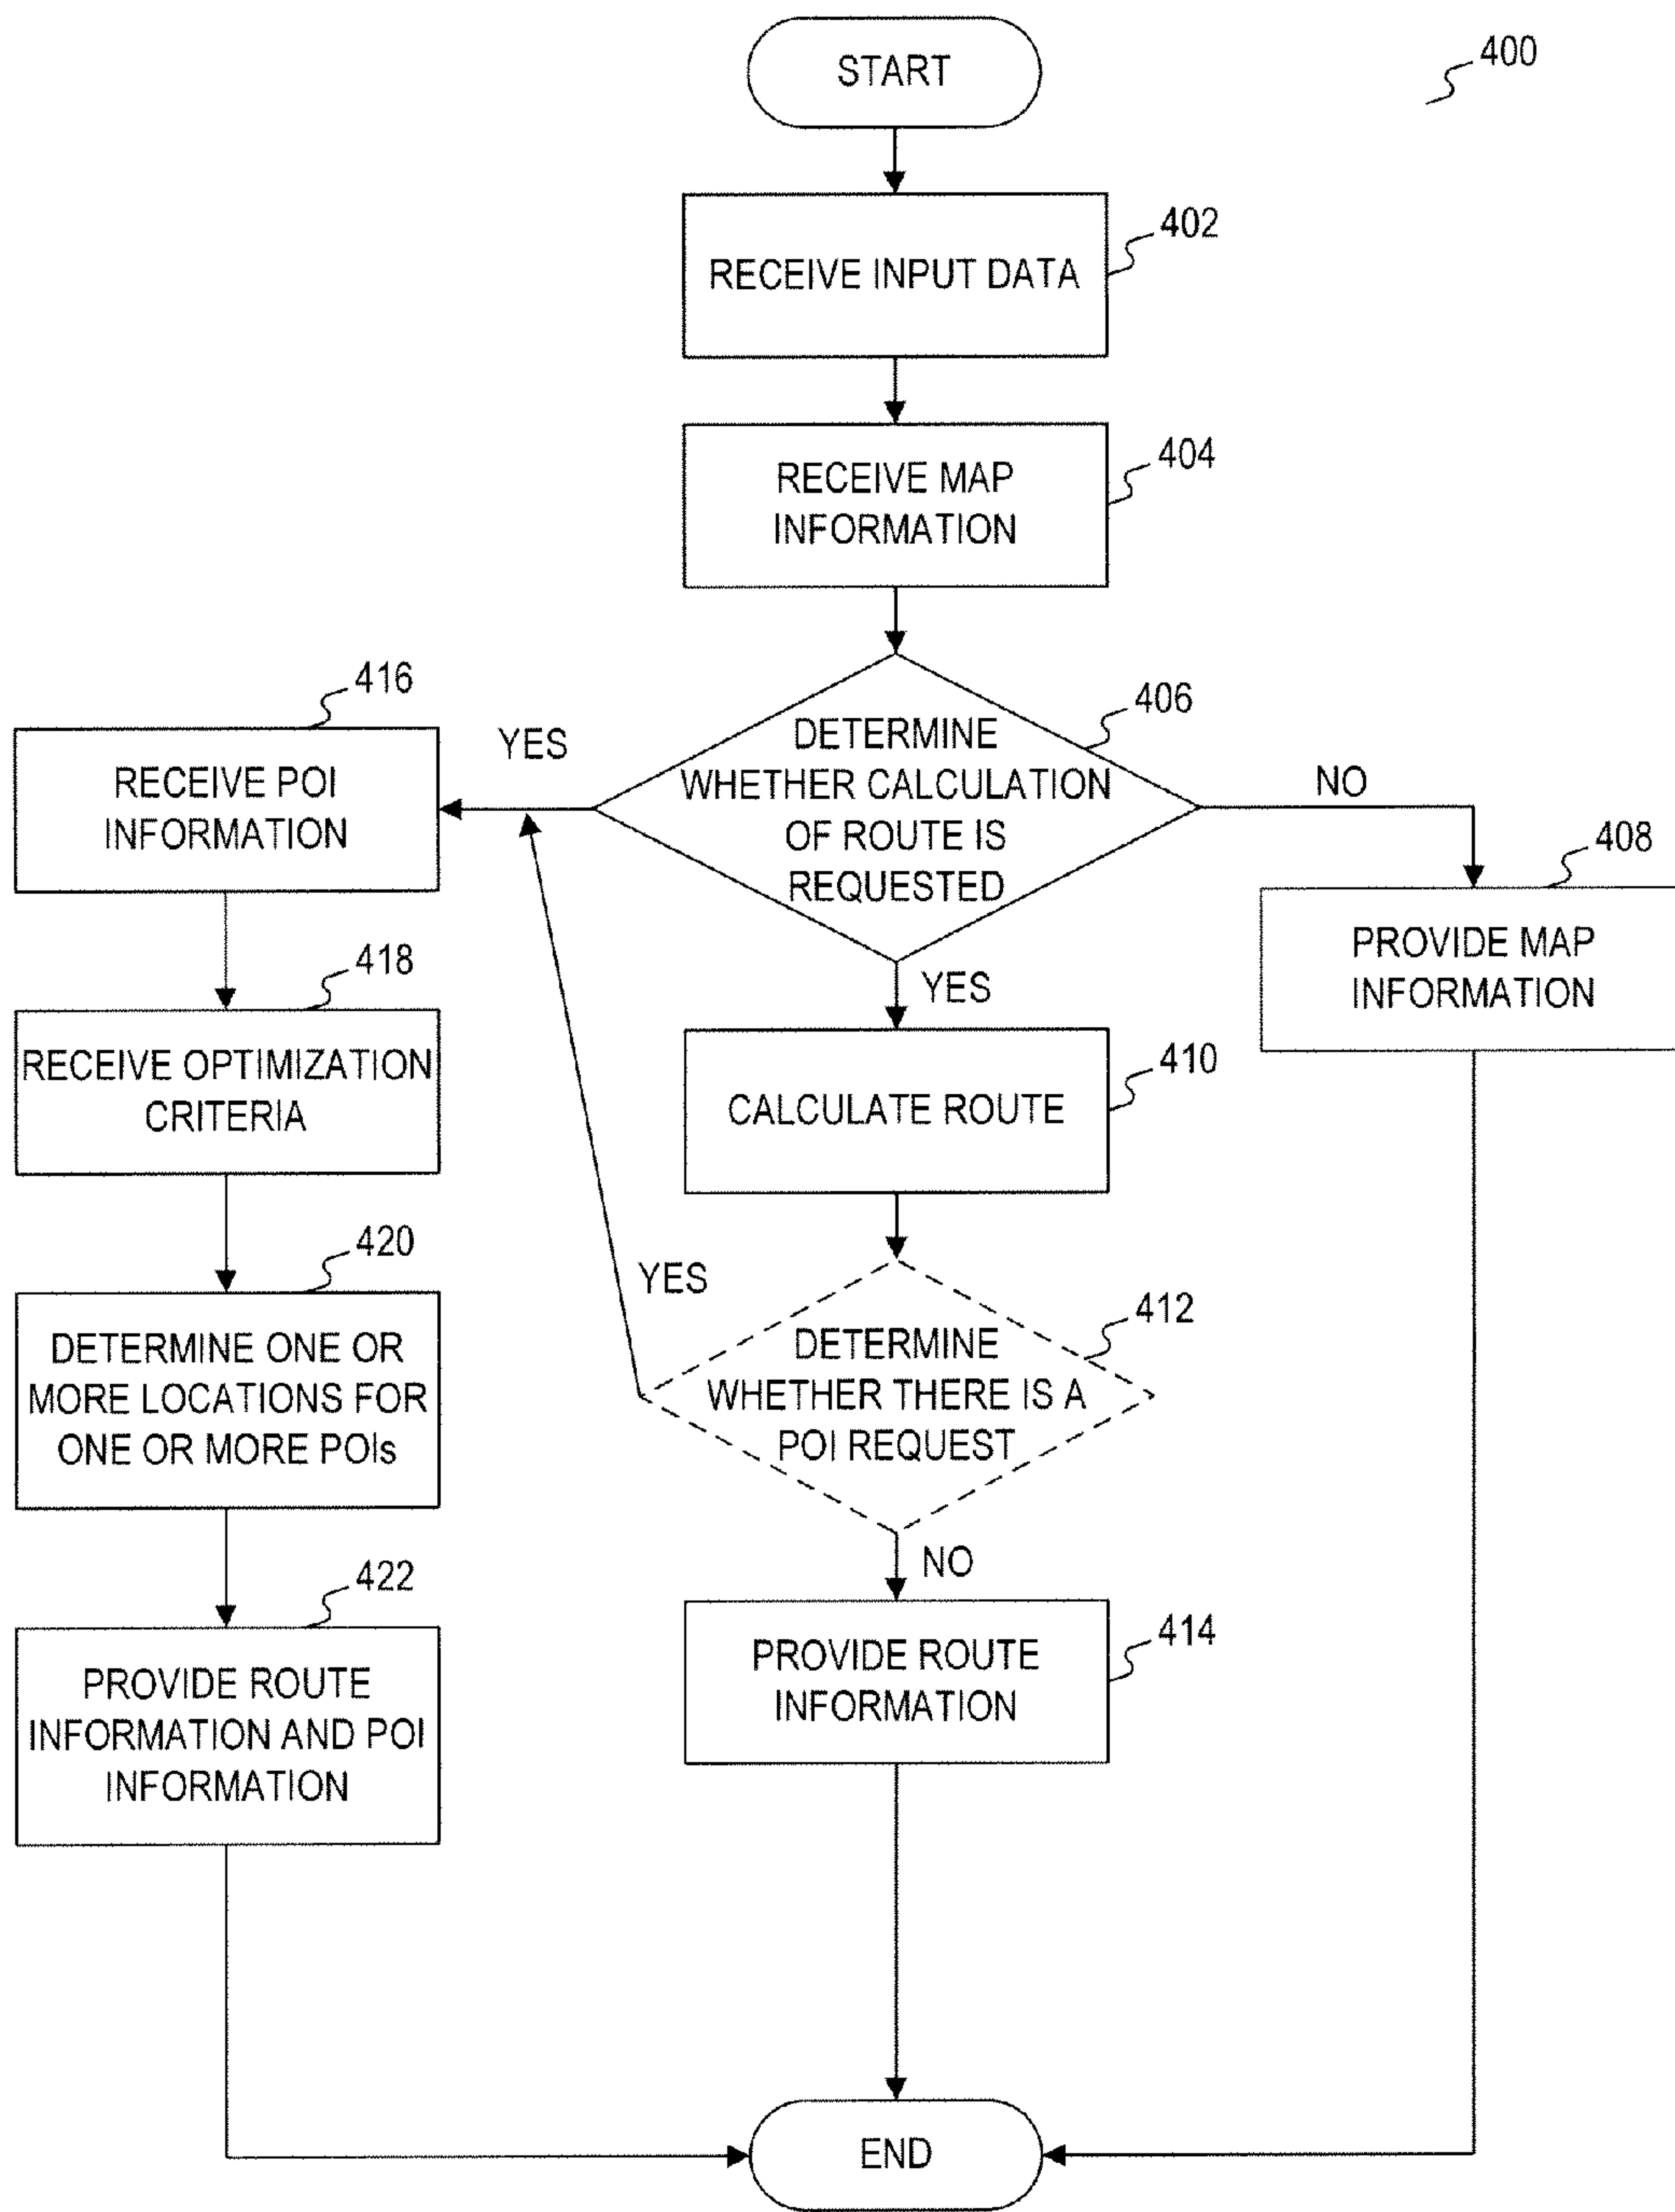 START
400
402
RECEIVE INPUT DATA
404
RECEIVE MAP
INFORMATION
406
DETERMINE
WHETHER CALCULATION
OF ROUTE IS
REQUESTED
YES
NO
416
RECEIVE POI
INFORMATION
408
PROVIDE MAP
INFORMATION
YES
418
RECEIVE OPTIMIZATION
CRITERIA
410
CALCULATE ROUTE
420
DETERMINE ONE OR
MORE LOCATIONS FOR
ONE OR MORE POIs
YES
412
DETERMINE
WHETHER THERE IS A
POI REQUEST
NO
422
PROVIDE ROUTE
INFORMATION AND POI
INFORMATION
414
PROVIDE ROUTE
INFORMATION
END